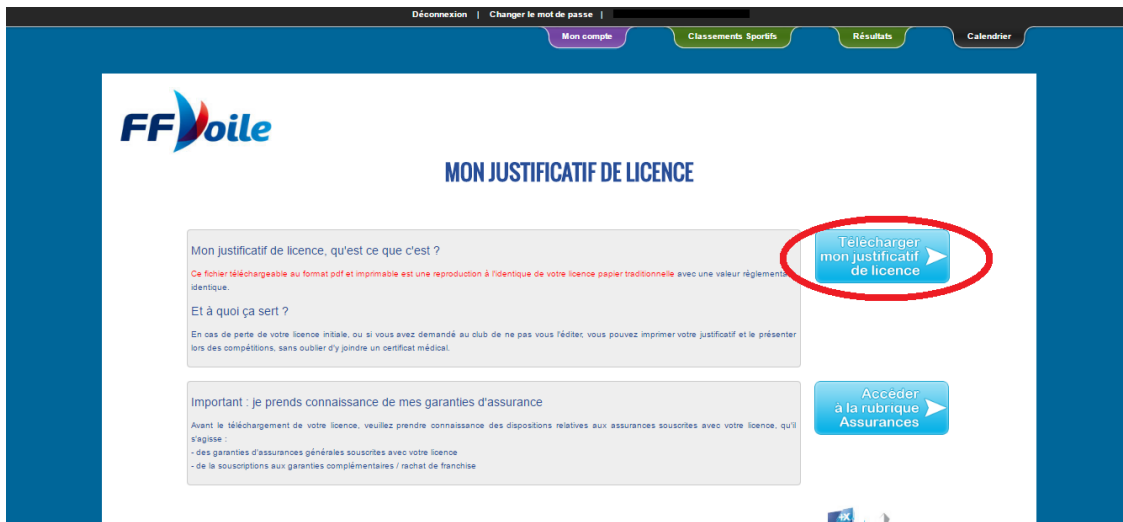 Déconnexion | Changer le mot de passe |
Mon compte
Classements Sportifs
Résultats
Calendrier
FFVoile
MON JUSTIFICATIF DE LICENCE
Mon justificatif de licence, qu'est ce que c'est ?
Ce fichier téléchargeable au format pdf et imprimable est une reproduction à l'identique de votre licence papier traditionnelle avec une valeur réglementaire
identique.
Et à quoi ça sert ?
En cas de perte de votre licence initiale, ou si vous avez demandé au club de ne pas vous l'éditer, vous pouvez imprimer votre justificatif et le présenter
lors des compétitions, sans oublier d'y joindre un certificat médical.
Télécharger
mon justificatif
de licence
Important : je prends connaissance de mes garanties d'assurance
Avant le téléchargement de votre licence, veuillez prendre connaissance des dispositions relatives aux assurances souscrites avec votre licence, qu'il
s'agisse :
- des garanties d'assurances générales souscrites avec votre licence
- de la souscriptions aux garanties complémentaires / rachat de franchise
Accéder
à la rubrique
Assurances